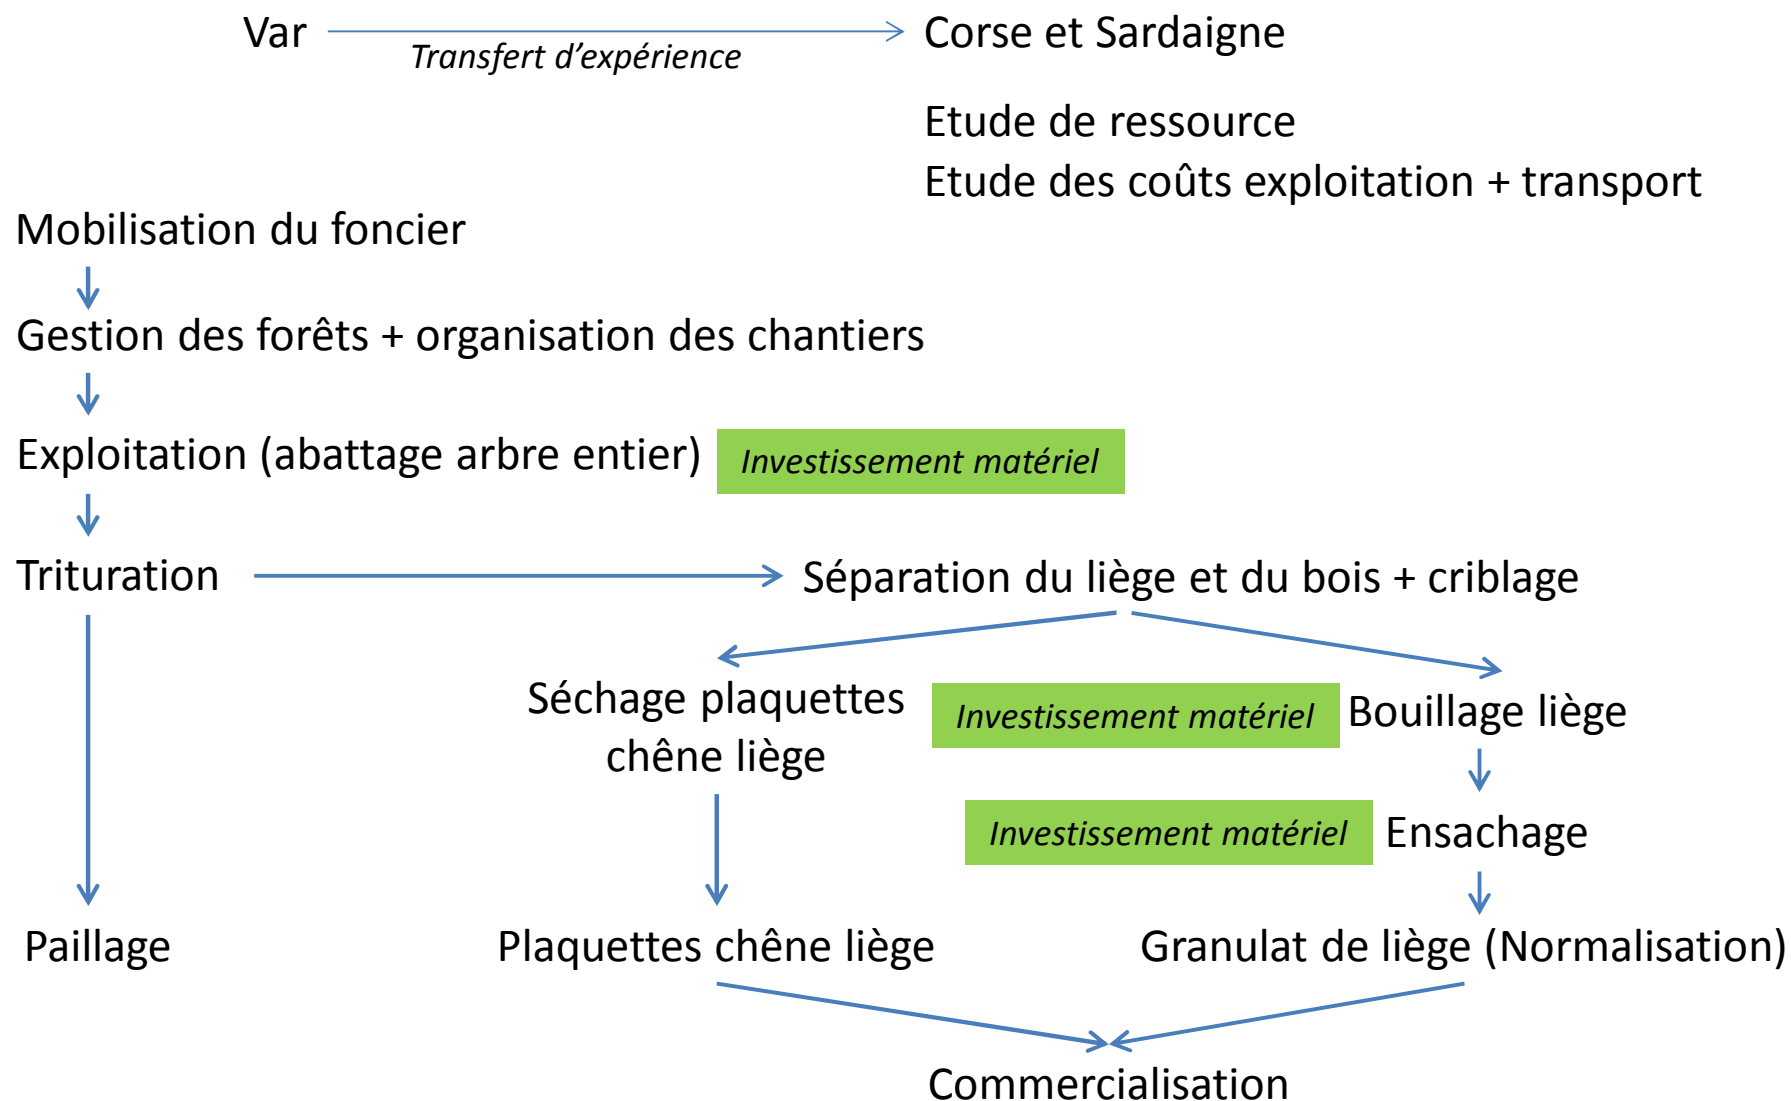 Var
Transfert d’expérience
Corse et Sardaigne
Etude de ressource
Etude des coûts exploitation + transport
Mobilisation du foncier
Gestion des forêts + organisation des chantiers
Exploitation (abattage arbre entier)
Investissement matériel
Trituration
Séparation du liège et du bois + criblage
Séchage plaquettes
chêne liège
Investissement matériel
Bouillage liège
Investissement matériel
Ensachage
Paillage
Plaquettes chêne liège
Granulat de liège (Normalisation)
Commercialisation